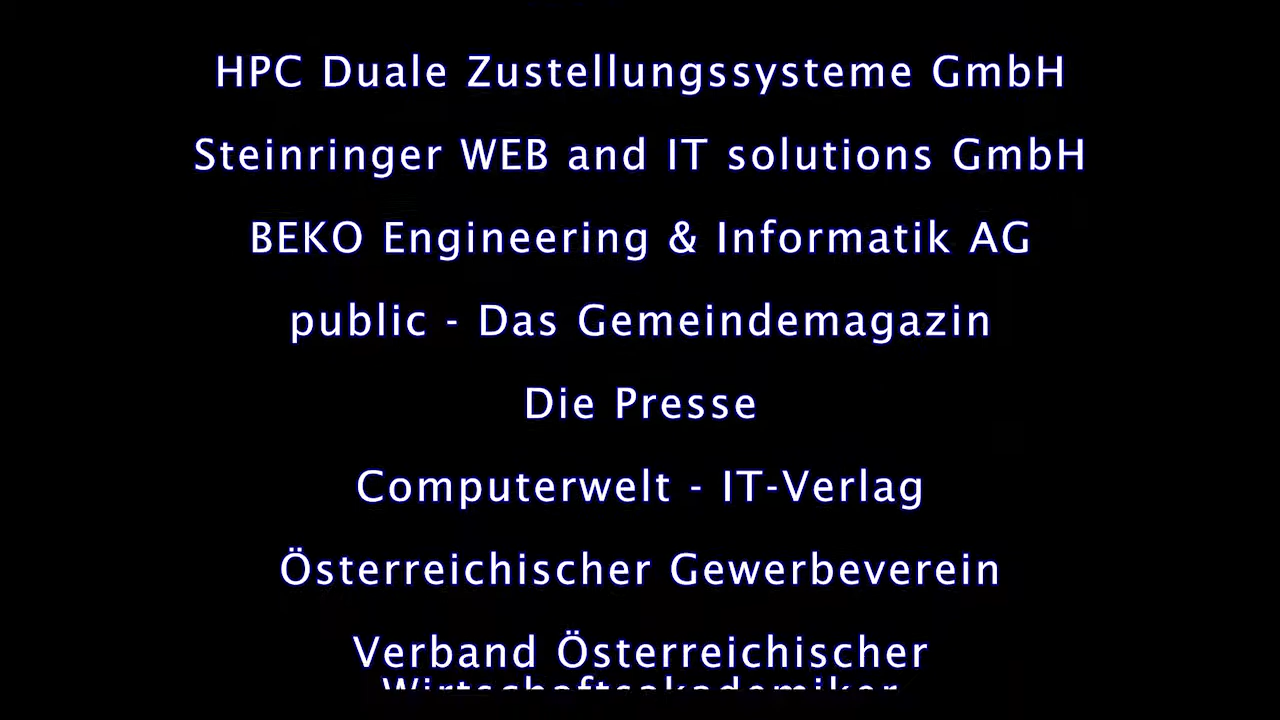 HPC Duale Zustellungssysteme GmbH
Steinringer WEB and IT solutions GmbH
BEKO Engineering & Informatik AG
public - Das Gemeindemagazin
Die Presse
Computerwelt - IT-Verlag
Österreichischer Gewerbeverein
Verband Österreichischer
Wirtschaftsakademiker